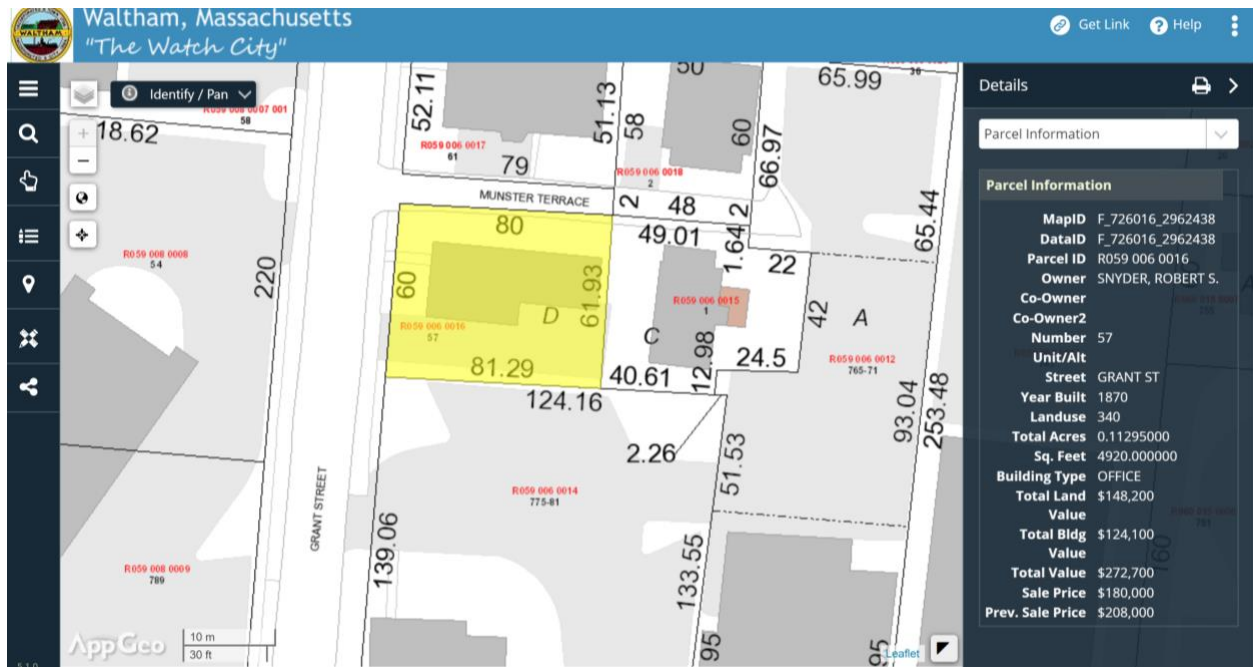 Waltham, Massachusetts
"The Watch City"
WALTHAM
Get Link
Help
Identify / Pan
R059 008 0007 001
58
18.62
52.11
R059 006 0017
61
79
51.13
58
50
60
R059 006 0018
2
66.97
65.99
36
65.44
MUNSTER TERRACE
2
48
2
80
49.01
1.64
22
R059 008 0008
54
220
60
61.93
D
R059 006 0016
57
R059 006 0015
1
C
42
A
81.29
40.61
12.98
24.5
R059 006 0012
765-71
124.16
93.04
253.48
2.26
51.53
R059 006 0014
775-81
GRANT STREET
139.06
133.55
R059 008 0009
789
95
95
AppGeo
10 m
30 ft
Leaflet
Details
Parcel Information
Parcel Information
MapID F_726016_2962438
DataID F_726016_2962438
Parcel ID R059 006 0016
Owner SNYDER, ROBERT S.
Co-Owner
Co-Owner2
Number 57
Unit/Alt
Street GRANT ST
Year Built 1870
Landuse 340
Total Acres 0.11295000
Sq. Feet 4920.000000
Building Type OFFICE
Total Land $148,200
Value
Total Bldg $124,100
Value
Total Value $272,700
Sale Price $180,000
Prev. Sale Price $208,000
160